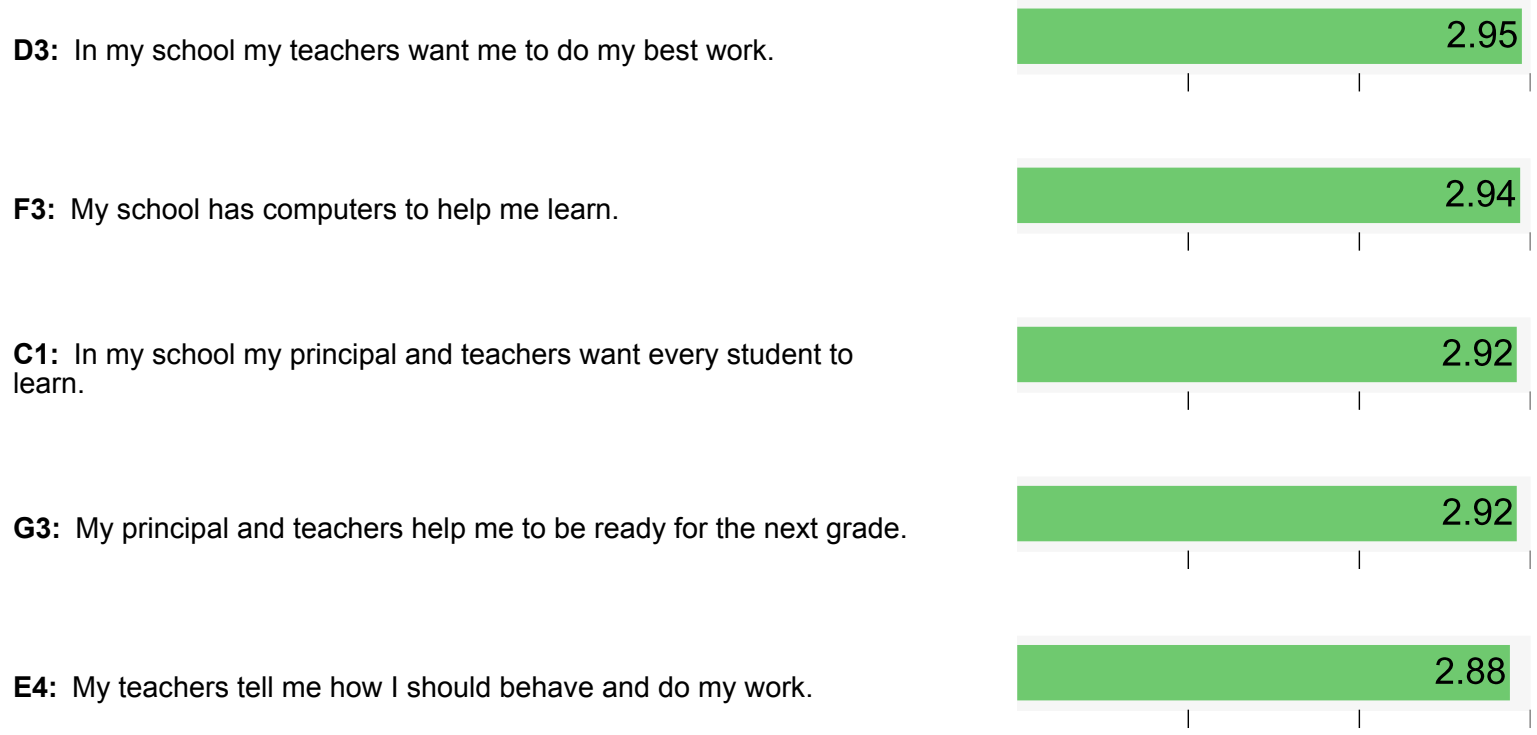 D3: In my school my teachers want me to do my best work.
2.95
F3: My school has computers to help me learn.
2.94
C1: In my school my principal and teachers want every student to
learn.
2.92
G3: My principal and teachers help me to be ready for the next grade.
2.92
E4: My teachers tell me how I should behave and do my work.
2.88